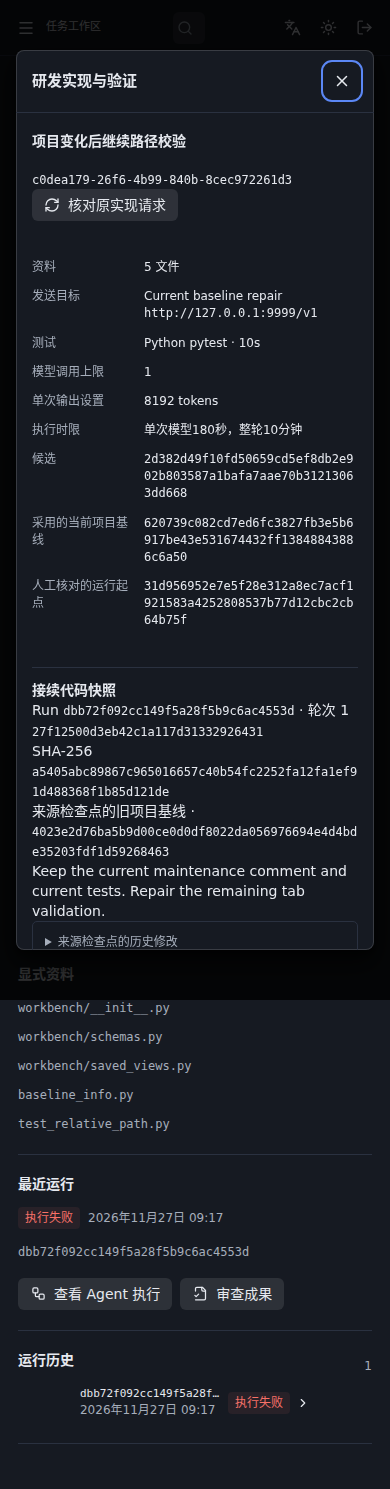 任务工作区
研发实现与验证
项目变化后继续路径校验
c0dea179-26f6-4b99-840b-8cec972261d3
核对原实现请求
资料 5 文件
发送目标 Current baseline repair
http://127.0.0.1:9999/v1
测试 Python pytest · 10s
模型调用上限 1
单次输出设置 8192 tokens
执行时限 单次模型180秒，整轮10分钟
候选 2d382d49f10fd50659cd5ef8db2e9
02b803587a1bafa7aae70b3121306
3dd668
采用的当前项目基 620739c082cd7ed6fc3827fb3e5b6
线 917be43e531674432ff1384884388
6c6a50
人工核对的运行起 31d956952e7e5f28e312a8ec7acf1
点 921583a4252808537b77d12cbc2cb
64b75f
接续代码快照
Run dbb72f092cc149f5a28f5b9c6ac4553d · 轮次 1
27f12500d3eb42c1a117d31332926431
SHA-256
a5405abc89867c965016657c40b54fc2252fa12fa1ef9
1d488368f1b85d121de
来源检查点的旧项目基线 ·
4023e2d76ba5b9d00ce0d0df8022da056976694e4d4bd
e35203fdf1d59268463
Keep the current maintenance comment and
current tests. Repair the remaining tab
validation.
来源检查点的历史修改
显式资料
workbench/__init__.py
workbench/schemas.py
workbench/saved_views.py
baseline_info.py
test_relative_path.py
最近运行
执行失败 2026年11月27日 09:17
dbb72f092cc149f5a28f5b9c6ac4553d
查看 Agent 执行 审查成果
运行历史 1
dbb72f092cc149f5a28f… 执行失败
2026年11月27日 09:17